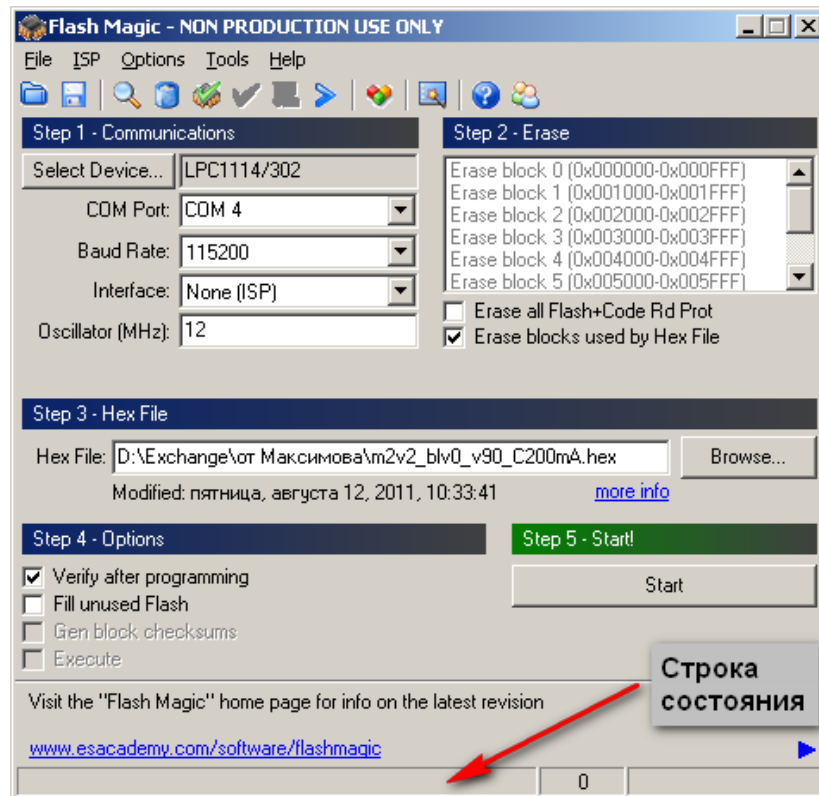 Flash Magic - NON PRODUCTION USE ONLY
File ISP Options Tools Help
Step 1 - Communications
Select Device... LPC1114/302
COM Port: COM 4
Baud Rate: 115200
Interface: None (ISP)
Oscillator (MHz): 12
Step 2 - Erase
Erase block 0 (0x000000-0x000FFF)
Erase block 1 (0x001000-0x001FFF)
Erase block 2 (0x002000-0x002FFF)
Erase block 3 (0x003000-0x003FFF)
Erase block 4 (0x004000-0x004FFF)
Erase block 5 (0x005000-0x005FFF)
Erase all Flash+Code Rd Prot
Erase blocks used by Hex File
Step 3 - Hex File
Hex File: D:\Exchange\от Максимова\m2v2_blv0_v90_C200mA.hex Browse...
Modified: пятница, августа 12, 2011, 10:33:41 more info
Step 4 - Options
Verify after programming
Fill unused Flash
Gen block checksums
Execute
Step 5 - Start!
Start
Строка
состояния
Visit the "Flash Magic" home page for info on the latest revision
www.esacademy.com/software/flashmagic
0